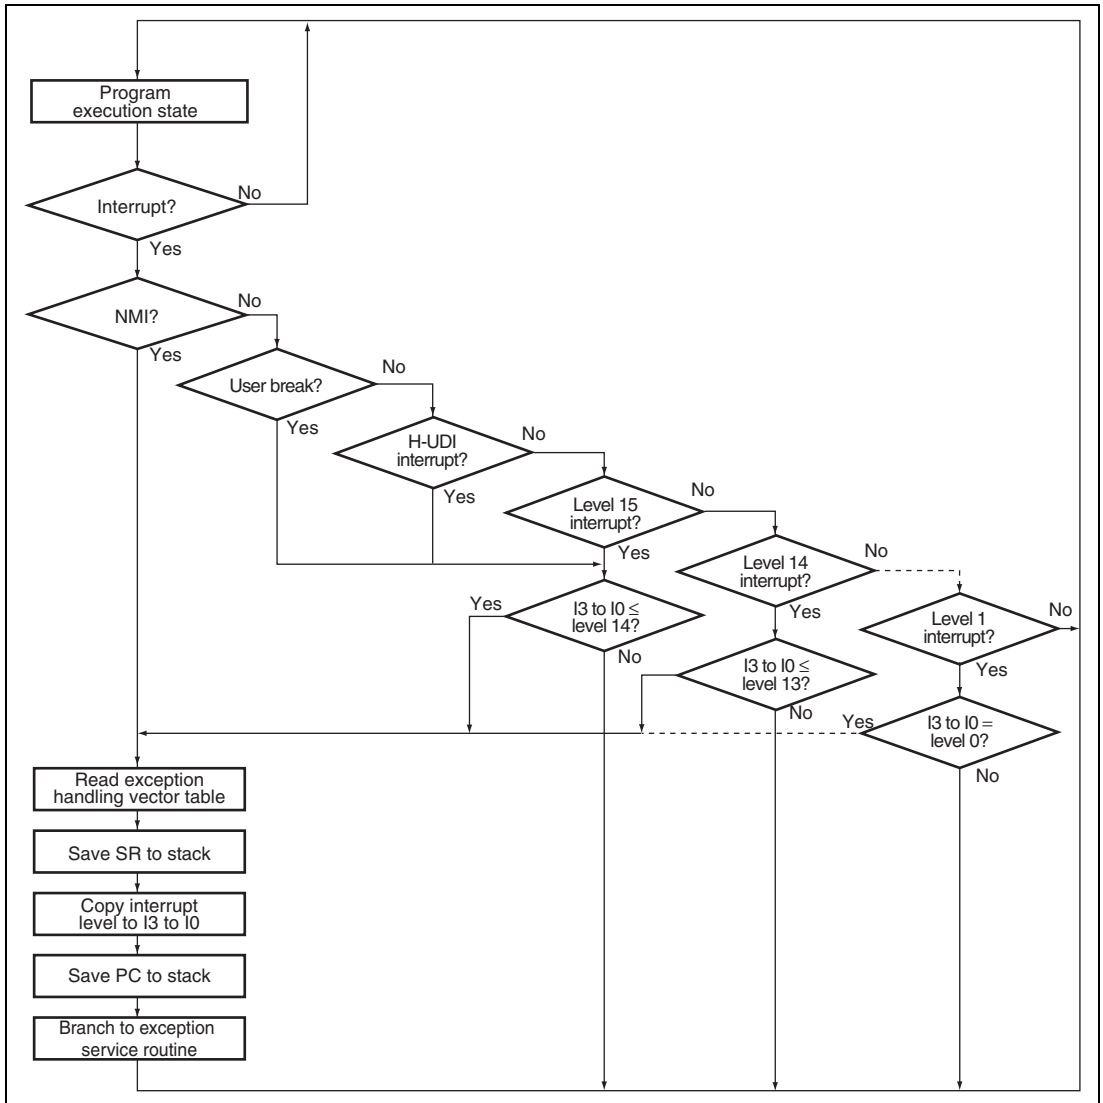 Program
execution state
Interrupt?
No
Yes
NMI?
No
Yes
User break?
No
Yes
H-UDI
interrupt?
No
Yes
Level 15
interrupt?
No
Yes
Level 14
interrupt?
No
Yes
Level 1
interrupt?
No
Yes
I3 to I0 ≤
level 14?
Yes
No
I3 to I0 ≤
level 13?
No
I3 to I0 =
level 0?
Yes
No
Read exception
handling vector table
Save SR to stack
Copy interrupt
level to I3 to I0
Save PC to stack
Branch to exception
service routine